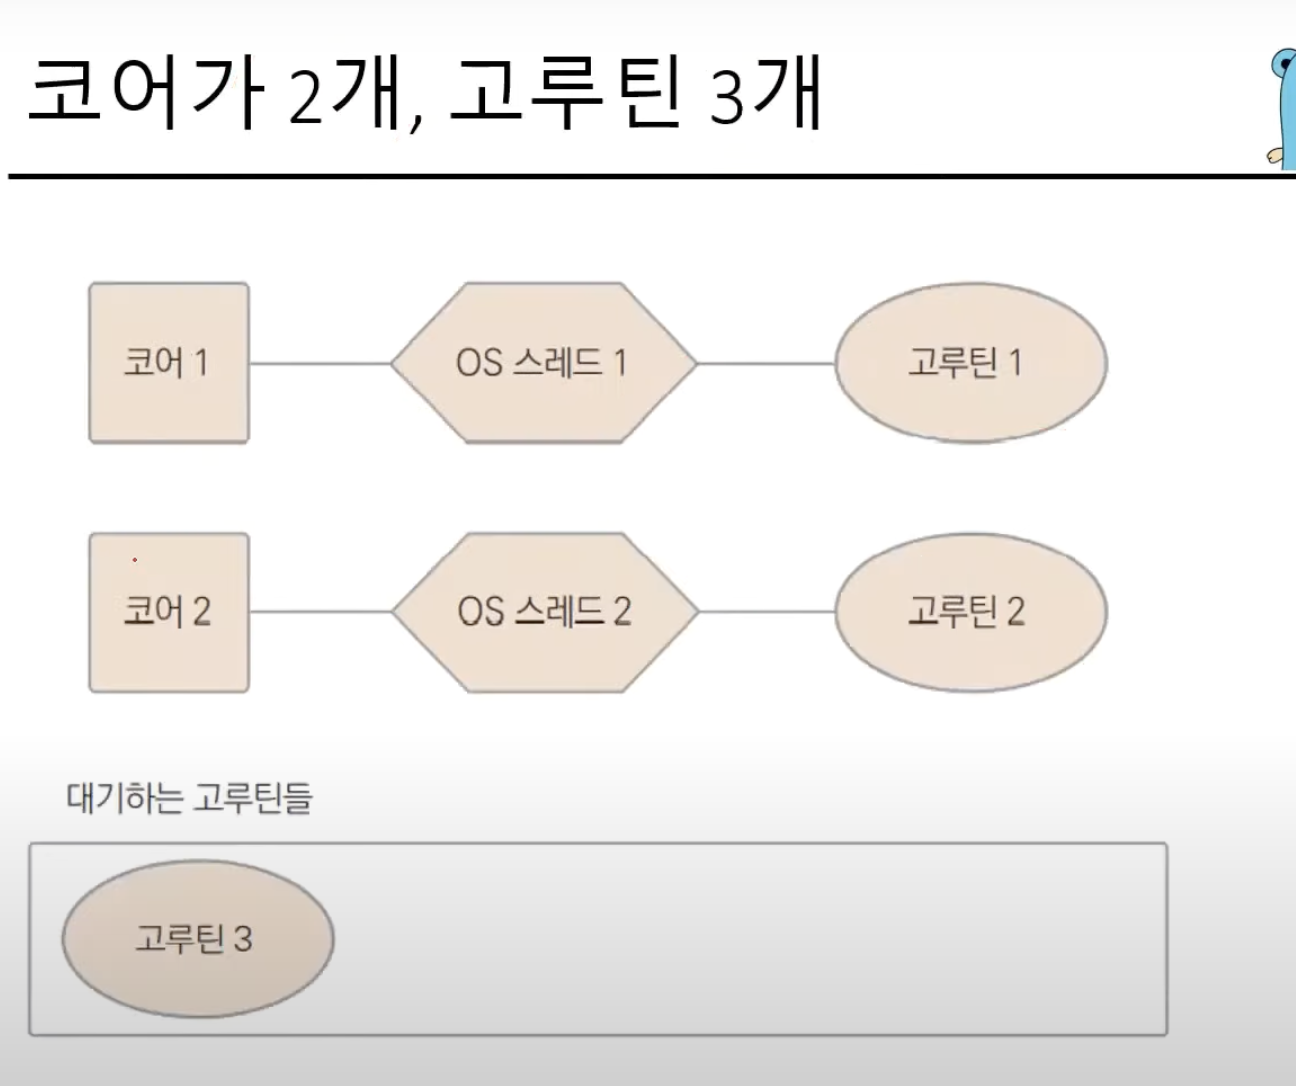 코어가 2개, 고루틴 3개
코어 1
OS 스레드 1
고루틴 1
코어 2
OS 스레드 2
고루틴 2
대기하는 고루틴들
고루틴 3